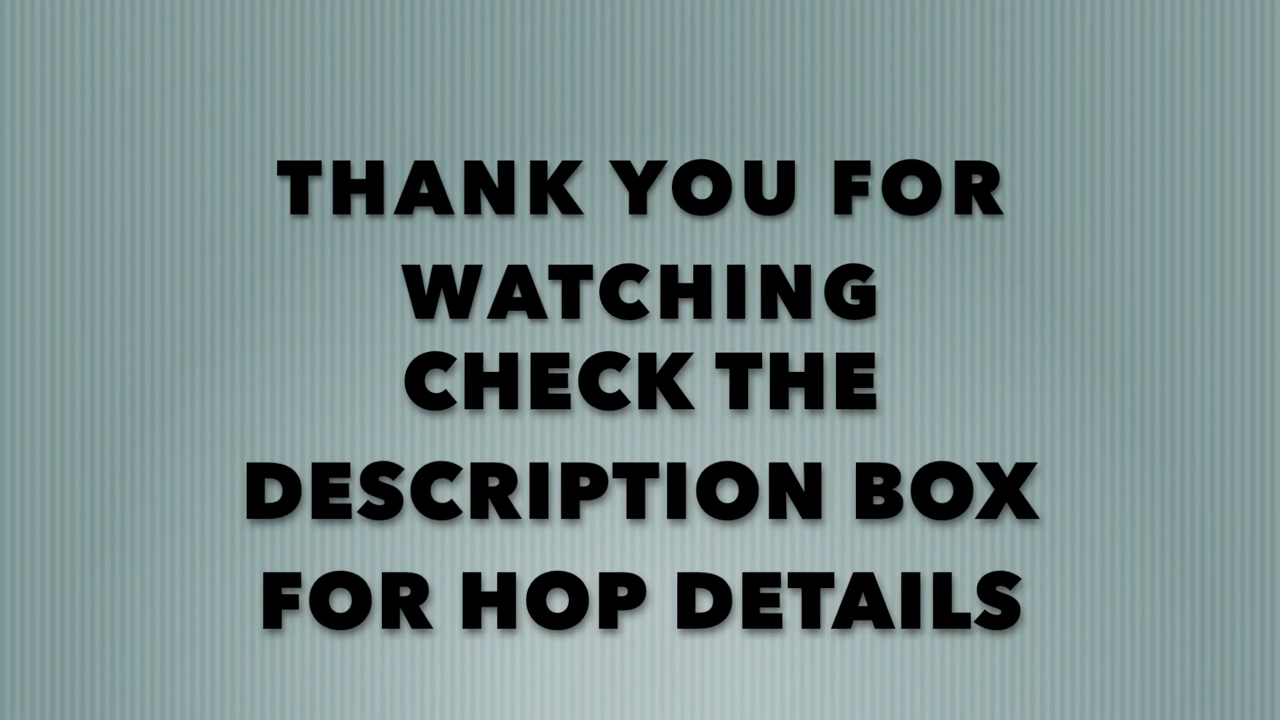 THANK YOU FOR
WATCHING
CHECK THE
DESCRIPTION BOX
FOR HOP DETAILS